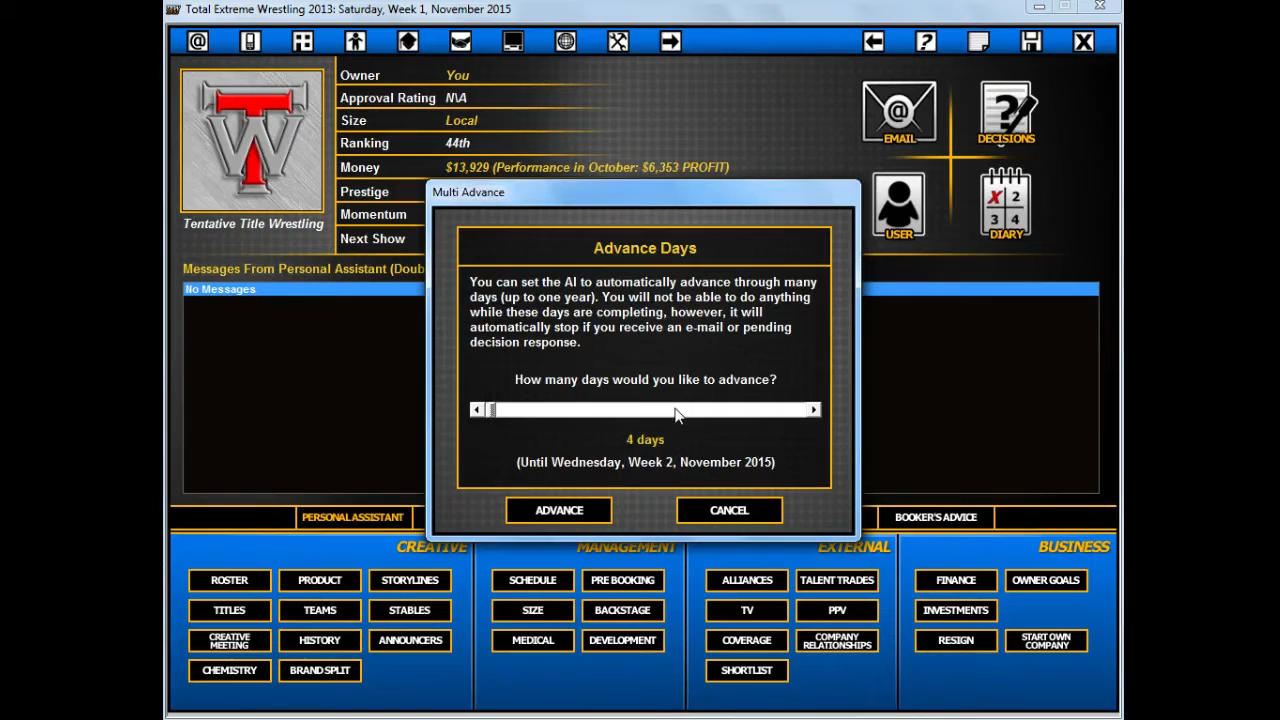 Total Extreme Wrestling 2013: Saturday, Week 1, November 2015
Owner You
Approval Rating N\A
Size Local
Ranking 44th
Money $13,929 (Performance in October: $6,353 PROFIT)
Prestige
Momentum
Next Show
Tentative Title Wrestling
EMAIL
DECISIONS
USER
DIARY
Messages From Personal Assistant (Doub
No Messages
Multi Advance
Advance Days
You can set the AI to automatically advance through many
days (up to one year). You will not be able to do anything
while these days are completing, however, it will
automatically stop if you receive an e-mail or pending
decision response.
How many days would you like to advance?
4 days
(Until Wednesday, Week 2, November 2015)
ADVANCE CANCEL
PERSONAL ASSISTANT
BOOKER'S ADVICE
CREATIVE
ROSTER PRODUCT STORYLINES
TITLES TEAMS STABLES
CREATIVE MEETING HISTORY ANNOUNCERS
CHEMISTRY BRAND SPLIT
MANAGEMENT
SCHEDULE PRE BOOKING
SIZE BACKSTAGE
MEDICAL DEVELOPMENT
EXTERNAL
ALLIANCES TALENT TRADES
TV PPV
COVERAGE COMPANY RELATIONSHIPS
SHORTLIST
BUSINESS
FINANCE OWNER GOALS
INVESTMENTS
RESIGN START OWN COMPANY